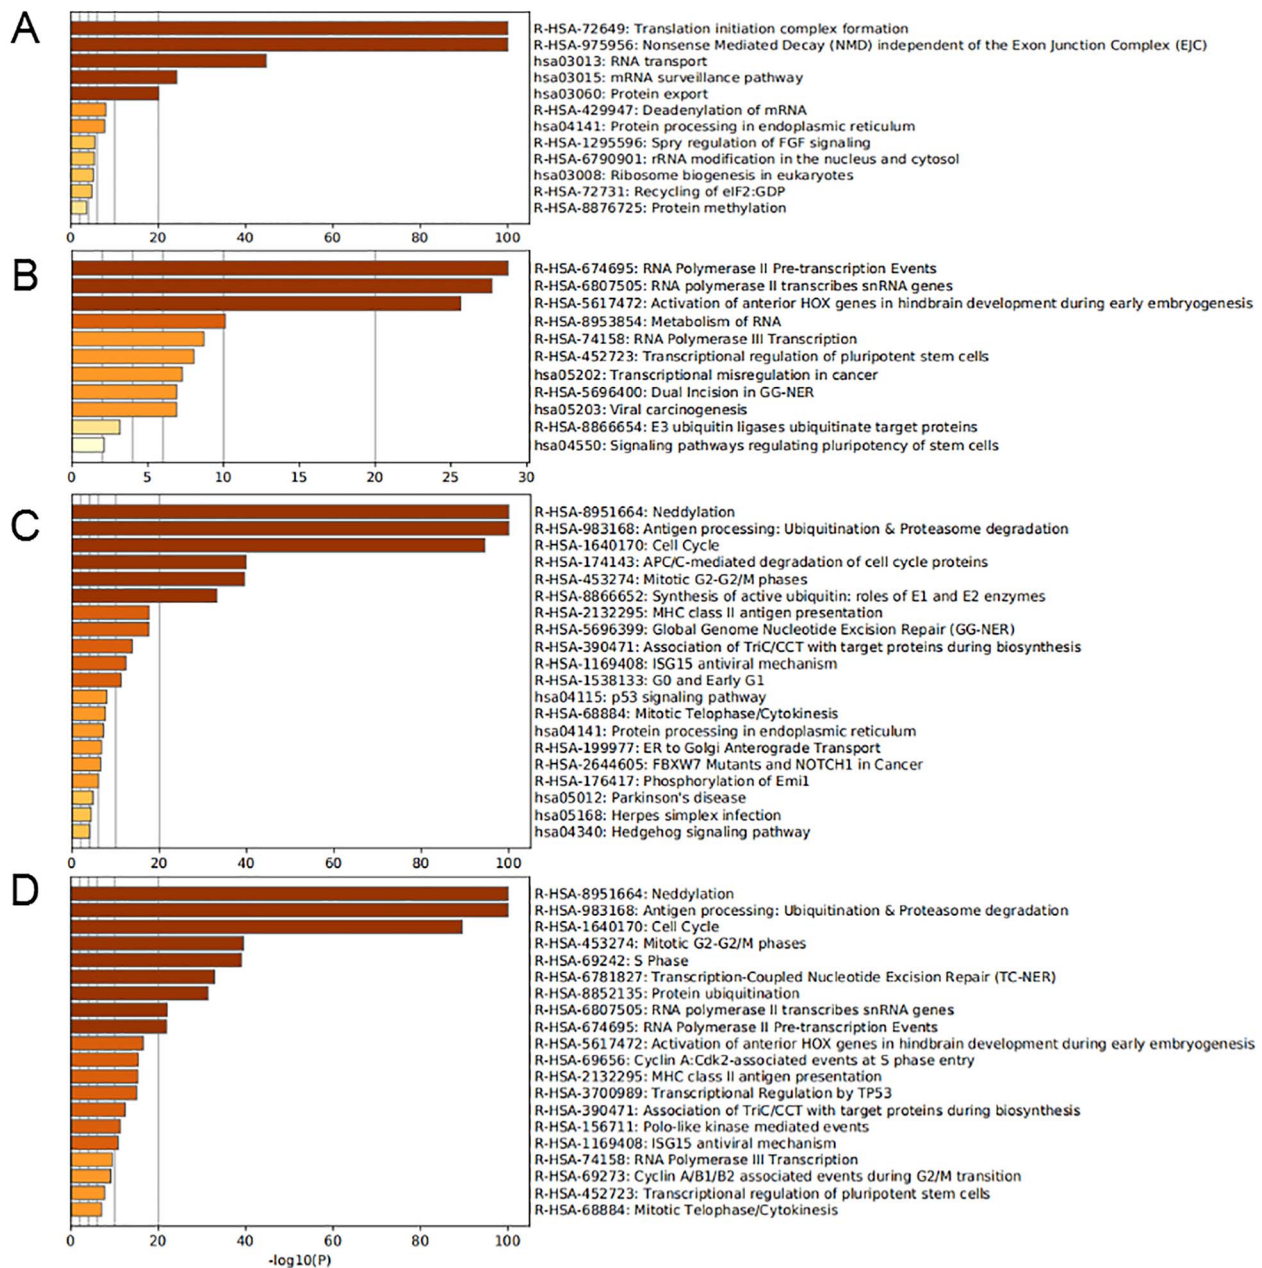 A
R-HSA-72649: Translation initiation complex formation
R-HSA-975956: Nonsense Mediated Decay (NMD) independent of the Exon Junction Complex (EJC)
hsa03013: RNA transport
hsa03015: mRNA surveillance pathway
hsa03060: Protein export
R-HSA-429947: Deadenylation of mRNA
hsa04141: Protein processing in endoplasmic reticulum
R-HSA-1295596: Spry regulation of FGF signaling
R-HSA-6790901: rRNA modification in the nucleus and cytosol
hsa03008: Ribosome biogenesis in eukaryotes
R-HSA-72731: Recycling of eIF2:GDP
R-HSA-8876725: Protein methylation
0 20 40 60 80 100
B
R-HSA-674695: RNA Polymerase II Pre-transcription Events
R-HSA-6807505: RNA polymerase II transcribes snRNA genes
R-HSA-5617472: Activation of anterior HOX genes in hindbrain development during early embryogenesis
R-HSA-8953854: Metabolism of RNA
R-HSA-74158: RNA Polymerase III Transcription
R-HSA-452723: Transcriptional regulation of pluripotent stem cells
hsa05202: Transcriptional misregulation in cancer
R-HSA-5696400: Dual Incision in GG-NER
hsa05203: Viral carcinogenesis
R-HSA-8866654: E3 ubiquitin ligases ubiquitinate target proteins
hsa04550: Signaling pathways regulating pluripotency of stem cells
0 5 10 15 20 25 30
C
R-HSA-8951664: Neddylation
R-HSA-983168: Antigen processing: Ubiquitination & Proteasome degradation
R-HSA-1640170: Cell Cycle
R-HSA-174143: APC/C-mediated degradation of cell cycle proteins
R-HSA-453274: Mitotic G2-G2/M phases
R-HSA-8866652: Synthesis of active ubiquitin: roles of E1 and E2 enzymes
R-HSA-2132295: MHC class II antigen presentation
R-HSA-5696399: Global Genome Nucleotide Excision Repair (GG-NER)
R-HSA-390471: Association of TriC/CCT with target proteins during biosynthesis
R-HSA-1169408: ISG15 antiviral mechanism
R-HSA-1538133: G0 and Early G1
hsa04115: p53 signaling pathway
R-HSA-68884: Mitotic Telophase/Cytokinesis
hsa04141: Protein processing in endoplasmic reticulum
R-HSA-199977: ER to Golgi Anterograde Transport
R-HSA-2644605: FBXW7 Mutants and NOTCH1 in Cancer
R-HSA-176417: Phosphorylation of Emi1
hsa05012: Parkinson's disease
hsa05168: Herpes simplex infection
hsa04340: Hedgehog signaling pathway
0 20 40 60 80 100
D
R-HSA-8951664: Neddylation
R-HSA-983168: Antigen processing: Ubiquitination & Proteasome degradation
R-HSA-1640170: Cell Cycle
R-HSA-453274: Mitotic G2-G2/M phases
R-HSA-69242: S Phase
R-HSA-6781827: Transcription-Coupled Nucleotide Excision Repair (TC-NER)
R-HSA-8852135: Protein ubiquitination
R-HSA-6807505: RNA polymerase II transcribes snRNA genes
R-HSA-674695: RNA Polymerase II Pre-transcription Events
R-HSA-5617472: Activation of anterior HOX genes in hindbrain development during early embryogenesis
R-HSA-69656: Cyclin A:Cdk2-associated events at S phase entry
R-HSA-2132295: MHC class II antigen presentation
R-HSA-3700989: Transcriptional Regulation by TP53
R-HSA-390471: Association of TriC/CCT with target proteins during biosynthesis
R-HSA-156711: Polo-like kinase mediated events
R-HSA-1169408: ISG15 antiviral mechanism
R-HSA-74158: RNA Polymerase III Transcription
R-HSA-69273: Cyclin A/B1/B2 associated events during G2/M transition
R-HSA-452723: Transcriptional regulation of pluripotent stem cells
R-HSA-68884: Mitotic Telophase/Cytokinesis
0 20 40 60 80 100
-log10(P)